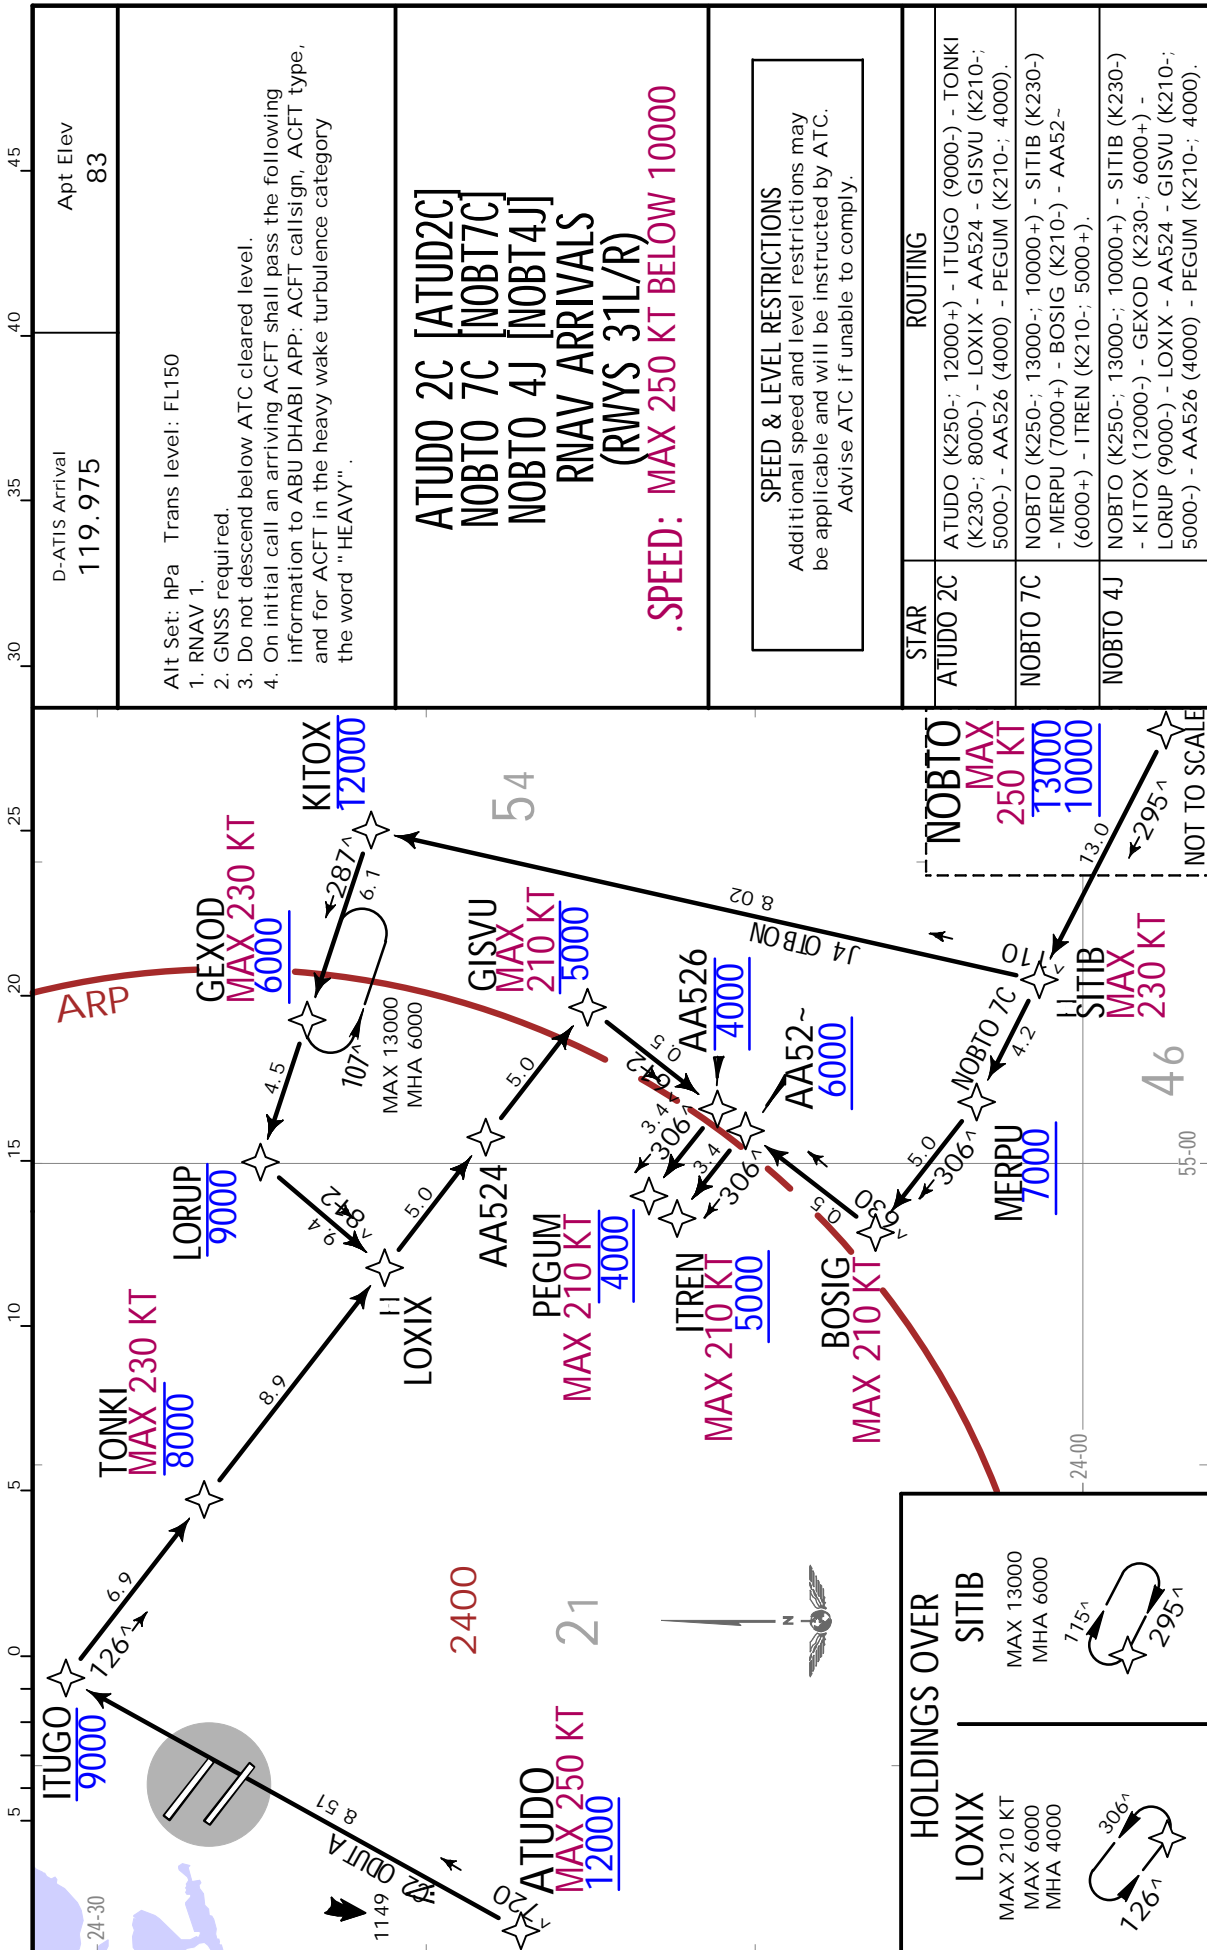 D-ATIS Arrival
119.975
Apt Elev
83
Alt Set: hPa Trans level: FL150
1. RNAV 1.
2. GNSS required.
3. Do not descend below ATC cleared level.
4. On initial call an arriving ACFT shall pass the following
information to ABU DHABI APP: ACFT callsign, ACFT type,
and for ACFT in the heavy wake turbulence category
the word "HEAVY".
ATUDO 2C [ATUD2C]
NOBTO 7C [NOBT7C]
NOBTO 4J [NOBT4J]
RNAV ARRIVALS
(RWYS 31L/R)
.SPEED: MAX 250 KT BELOW 10000
SPEED & LEVEL RESTRICTIONS
Additional speed and level restrictions may
be applicable and will be instructed by ATC.
Advise ATC if unable to comply.
STAR
ROUTING
ATUDO 2C
ATUDO (K250-; 12000+) - ITUGO (9000-) - TONKI
(K230-; 8000-) - LOXIX - AA524 - GISVU (K210-;
5000-) - AA526 (4000) - PEGUM (K210-; 4000).
NOBTO 7C
NOBTO (K250-; 13000-; 10000+) - SITIB (K230-)
- MERPU (7000+) - BOSIG (K210-) - AA52~
(6000+) - ITREN (K210-; 5000+).
NOBTO 4J
NOBTO (K250-; 13000-; 10000+) - SITIB (K230-)
- KITOX (12000-) - GEXOD (K230-; 6000+) -
LORUP (9000-) - LOXIX - AA524 - GISVU (K210-;
5000-) - AA526 (4000) - PEGUM (K210-; 4000).
5
0
5
10
15
20
25
30
35
40
45
24-30
ITUGO
9000
126^
6.9
TONKI
MAX 230 KT
8000
8.9
LORUP
9000
4.5
GEXOD
MAX 230 KT
6000
KITOX
12000
287^
6.1
107^
MAX 13000
MHA 6000
ARP
9.4
H
LOXIX
5.0
AA524
5.0
GISVU
MAX
210 KT
5000
54
0.5
AA526
4000
3.4
306^
PEGUM
MAX 210 KT
4000
AA52~
6000
3.4
306^
ITREN
MAX 210 KT
5000
8.02
J4 OTBON
NOBTO
MAX
250 KT
13000
10000
13.0
295^
NOT TO SCALE
H
SITIB
MAX
230 KT
NOBTO 7C
4.2
46
MERPU
7000
5.0
306^
0.5
BOSIG
MAX 210 KT
55-00
24-00
2400
21
N
8.51
ODUTA
1149
ATUDO
MAX 250 KT
12000
HOLDINGS OVER
LOXIX
MAX 210 KT
MAX 6000
MHA 4000
306^
126^
SITIB
MAX 13000
MHA 6000
115^
295^